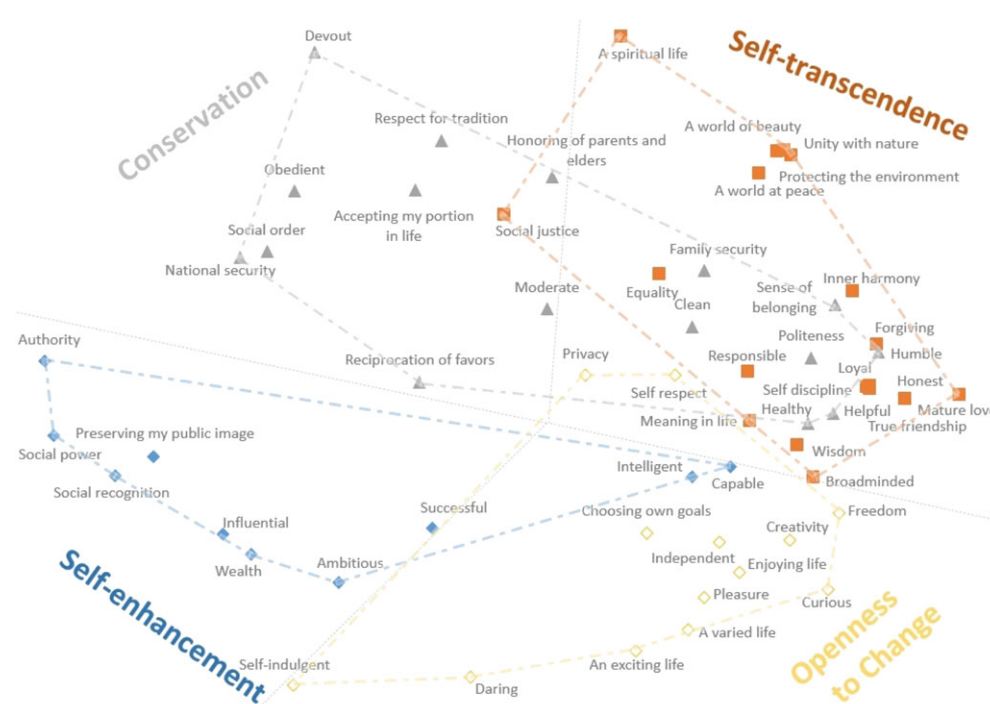 Devout
Self-transcendence
A spiritual life
Conservation
Respect for tradition
A world of beauty
Honoring of parents and
elders
Unity with nature
Obedient
Protecting the environment
A world at peace
Accepting my portion
in life
Social order
Social justice
Family security
National security
Inner harmony
Moderate
Equality
Sense of
belonging
Clean
Forgiving
Authority
Politeness
Reciprocation of favors
Privacy
Responsible
Humble
Loyal
Self respect
Self discipline
Honest
Healthy
Helpful
Mature lov
Meaning in life
True friendship
Preserving my public image
Social power
Wisdom
Intelligent
Capable
Broadminded
Social recognition
Successful
Choosing own goals
Freedom
Influential
Creativity
Independent
Enjoying life
Wealth
Ambitious
Pleasure
Curious
Self-enhancement
A varied life
Openness
to Change
Self-indulgent
An exciting life
Daring